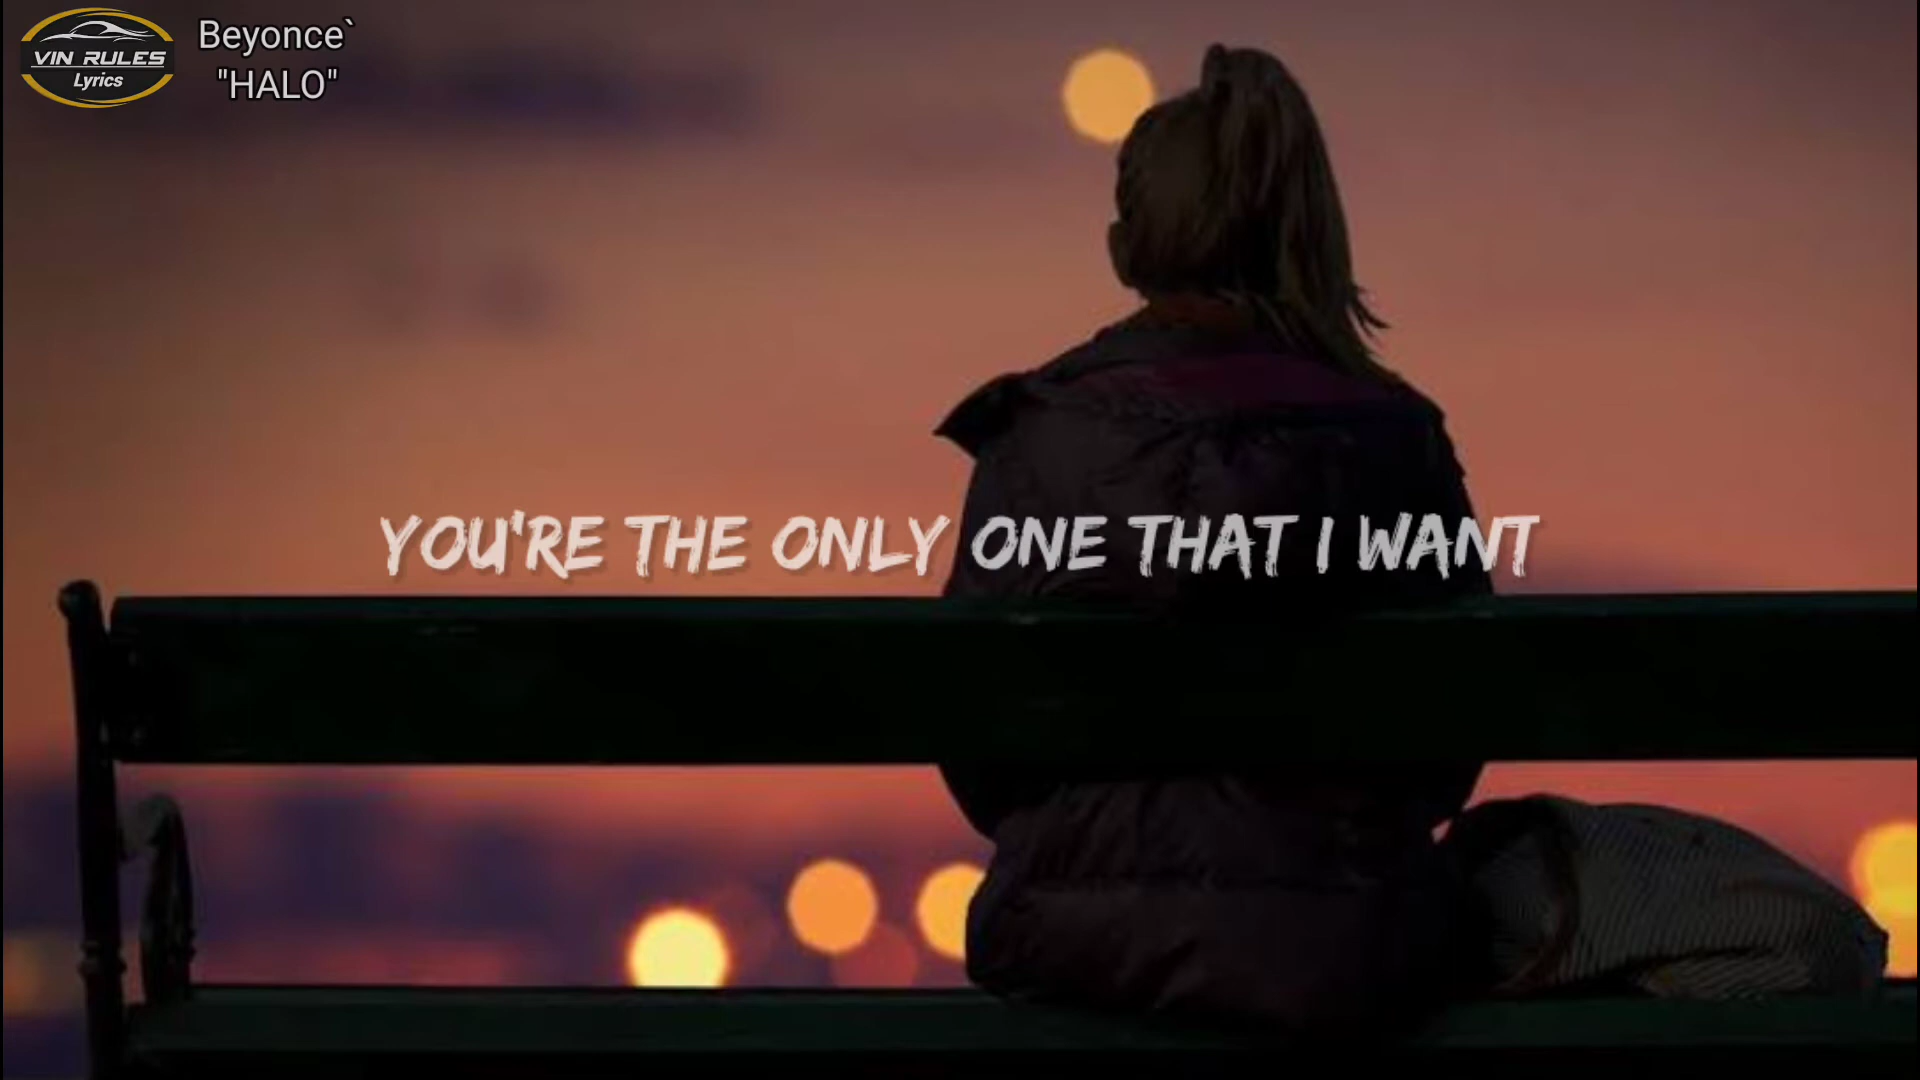 VIN RULES
Lyrics
Beyonce`
"HALO"
YOU'RE THE ONLY ONE THAT I WANT